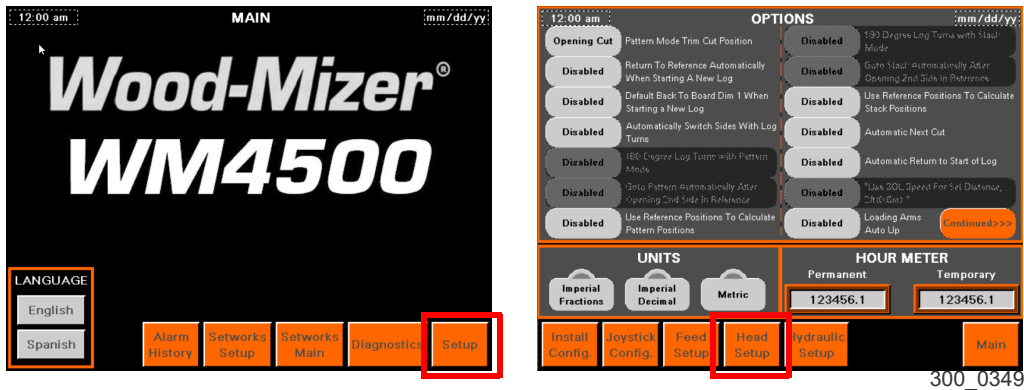 12:00 am
MAIN
mm/dd/yy
Wood-Mizer®
WM4500
LANGUAGE
English
Spanish
Alarm History
Setworks Setup
Setworks Main
Diagnostics
Setup
12:00 am
OPTIONS
mm/dd/yy
Opening Cut
Pattern Mode Trim Cut Position
Disabled
Return To Reference Automatically
When Starting A New Log
Disabled
Default Back To Board Dim 1 When
Starting a New Log
Disabled
Automatically Switch Sides With Log
Turns
Disabled
180 Degree Log Turns with Pattern
Mode
Disabled
Goto Pattern Automatically After
Opening 2nd Side In Reference
Disabled
Use Reference Positions To Calculate
Pattern Positions
Disabled
180 Degree Log Turns with Stack
Mode
Disabled
Goto Stack Automatically After
Opening 2nd Side In Reference
Disabled
Use Reference Positions To Calculate
Stack Positions
Disabled
Automatic Next Cut
Disabled
Automatic Return to Start of Log
Disabled
"Use SOL Speed For Set Distance,
Disabled
Loading Arms
Auto Up
Continued>>>
UNITS
Imperial
Fractions
Imperial
Decimal
Metric
HOUR METER
Permanent
Temporary
123456.1
123456.1
Install
Config.
Joystick
Config.
Feed
Setup
Head
Setup
Hydraulic
Setup
Main
300_0349